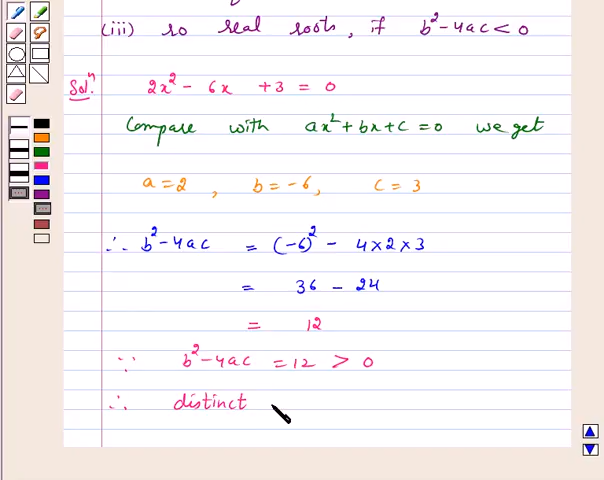 (iii) no real roots, if b²-4ac < 0
Solⁿ 2x² - 6x + 3 = 0
Compare with ax²+bx+c=0 we get
a=2, b=-6, c=3
∴ b²-4ac = (-6)² - 4×2×3
= 36 - 24
= 12
∵ b²-4ac = 12 > 0
∴ distinct